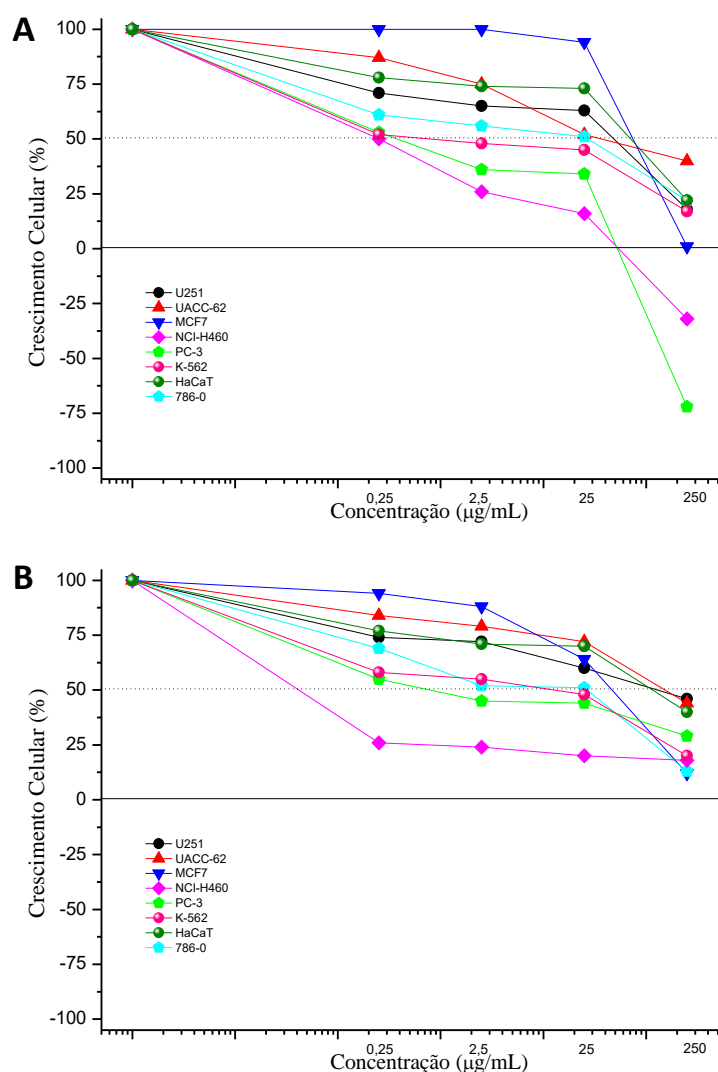 A
Crescimento Celular (%)
100
75
50
25
0
-25
-50
-75
-100
U251
UACC-62
MCF7
NCI-H460
PC-3
K-562
HaCaT
786-0
0,25 2,5 25 250
Concentração (µg/mL)
B
Crescimento Celular (%)
100
75
50
25
0
-25
-50
-75
-100
U251
UACC-62
MCF7
NCI-H460
PC-3
K-562
HaCaT
786-0
0,25 2,5 25 250
Concentração (µg/mL)